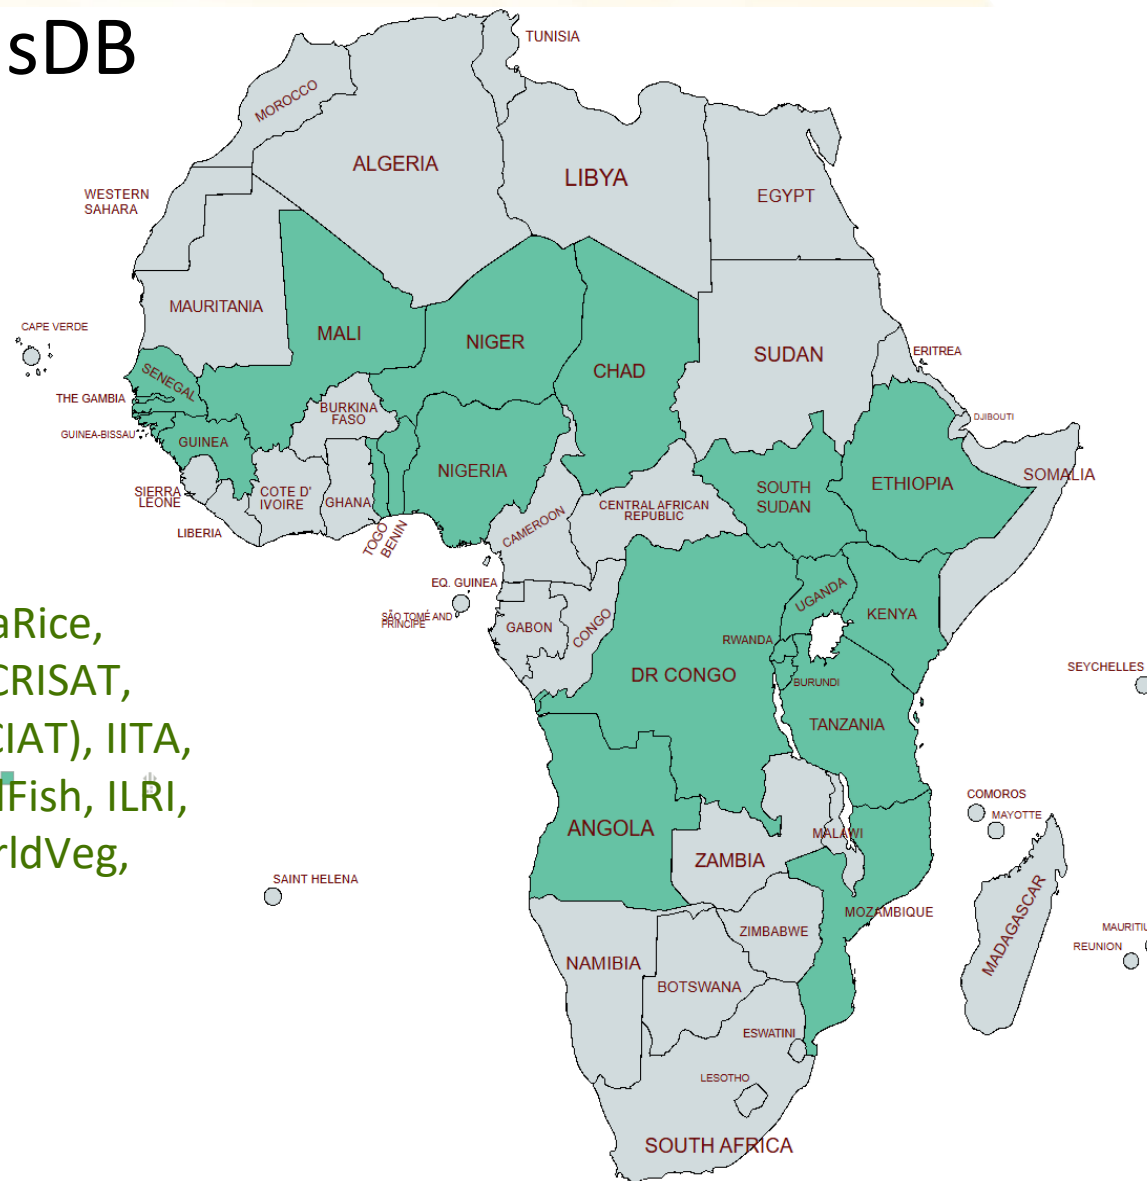 sDB
TUNISIA
MOROCCO
ALGERIA
LIBYA
EGYPT
WESTERN
SAHARA
MAURITANIA
CAPE VERDE
MALI
NIGER
CHAD
SUDAN
ERITREA
SENEGAL
THE GAMBIA
BURKINA
FASO
DJIBOUTI
GUINEA-BISSAU
GUINEA
NIGERIA
SOUTH
SUDAN
ETHIOPIA
SOMALIA
SIERRA
LEONE
COTE D'
IVOIRE
GHANA
CENTRAL AFRICAN
REPUBLIC
LIBERIA
TOGO
BENIN
CAMEROON
EQ. GUINEA
SÃO TOMÉ AND
PRINCIPE
GABON
CONGO
UGANDA
KENYA
RWANDA
DR CONGO
BURUNDI
TANZANIA
SEYCHELLES
aRice,
CRISAT,
CIAT), IITA,
lFish, ILRI,
rldVeg,
COMOROS
MAYOTTE
ANGOLA
MALAWI
ZAMBIA
SAINT HELENA
MOZAMBIQUE
ZIMBABWE
MADAGASCAR
MAURITIU
REUNION
NAMIBIA
BOTSWANA
ESWATINI
LESOTHO
SOUTH AFRICA